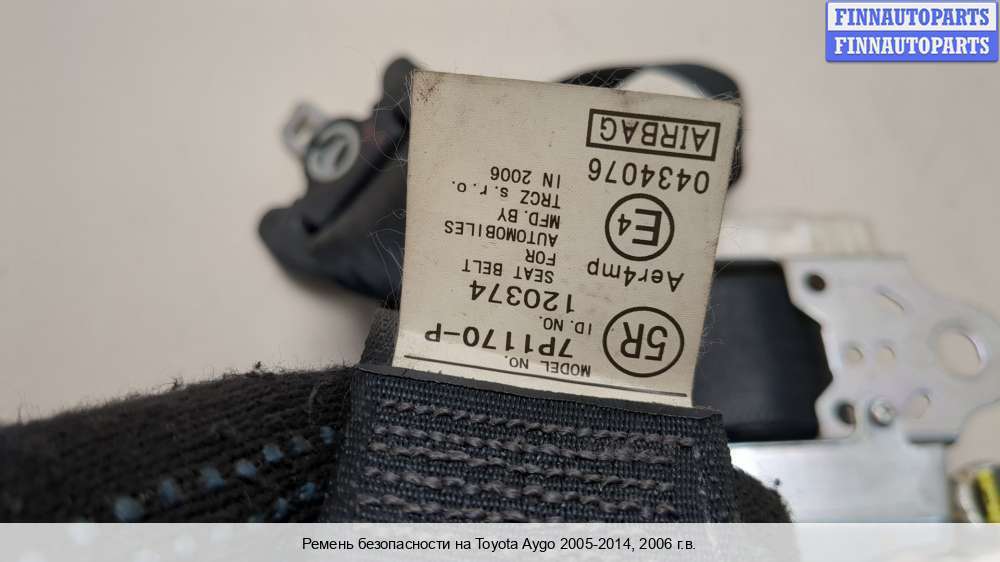 FINNAUTOPARTS
FINNAUTOPARTS
MODEL NO.
7P1170-P
5R
ID. NO.
120374
SEAT BELT
FOR
AUTOMOBILES
MFD. BY
TRCZ s.r.o.
IN 2006
Aer4mp
E4
0434076
AIRBAG
Ремень безопасности на Toyota Aygo 2005-2014, 2006 г.в.